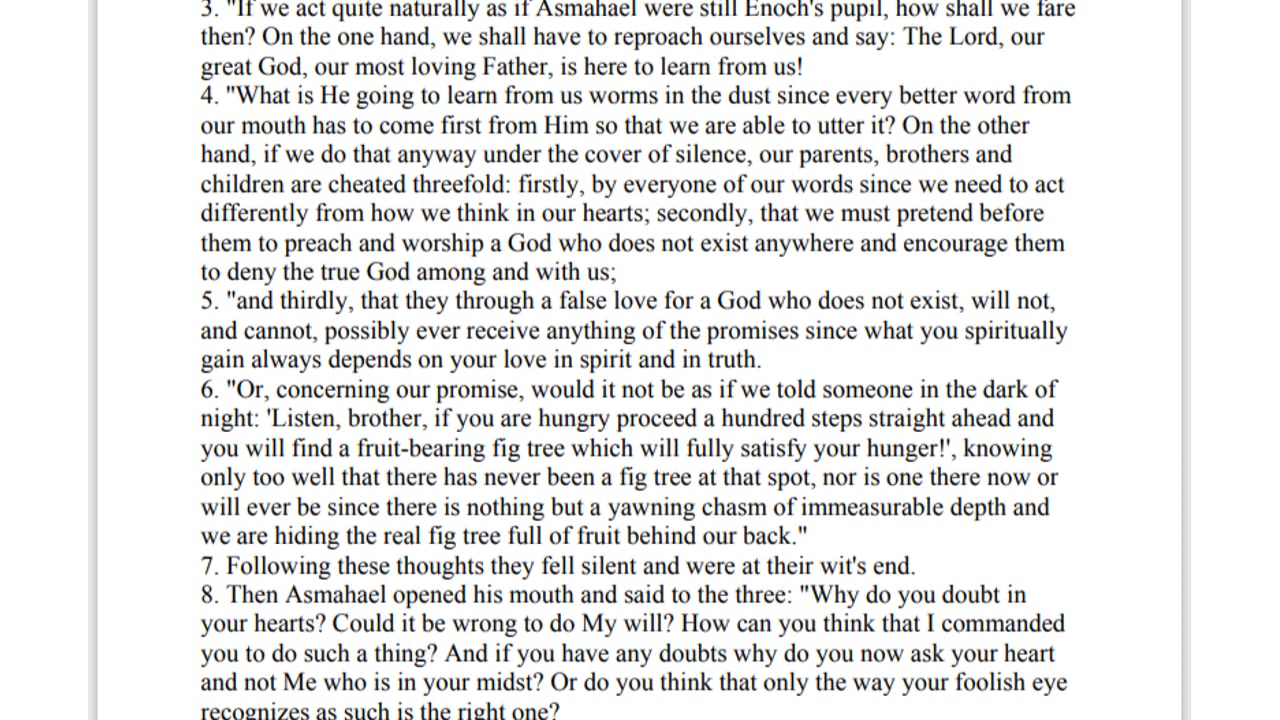 3. "If we act quite naturally as if Asmahael were still Enoch's pupil, how shall we fare
then? On the one hand, we shall have to reproach ourselves and say: The Lord, our
great God, our most loving Father, is here to learn from us!
4. "What is He going to learn from us worms in the dust since every better word from
our mouth has to come first from Him so that we are able to utter it? On the other
hand, if we do that anyway under the cover of silence, our parents, brothers and
children are cheated threefold: firstly, by everyone of our words since we need to act
differently from how we think in our hearts; secondly, that we must pretend before
them to preach and worship a God who does not exist anywhere and encourage them
to deny the true God among and with us;
5. "and thirdly, that they through a false love for a God who does not exist, will not,
and cannot, possibly ever receive anything of the promises since what you spiritually
gain always depends on your love in spirit and in truth.
6. "Or, concerning our promise, would it not be as if we told someone in the dark of
night: 'Listen, brother, if you are hungry proceed a hundred steps straight ahead and
you will find a fruit-bearing fig tree which will fully satisfy your hunger!', knowing
only too well that there has never been a fig tree at that spot, nor is one there now or
will ever be since there is nothing but a yawning chasm of immeasurable depth and
we are hiding the real fig tree full of fruit behind our back."
7. Following these thoughts they fell silent and were at their wit's end.
8. Then Asmahael opened his mouth and said to the three: "Why do you doubt in
your hearts? Could it be wrong to do My will? How can you think that I commanded
you to do such a thing? And if you have any doubts why do you now ask your heart
and not Me who is in your midst? Or do you think that only the way your foolish eye
recognizes as such is the right one?